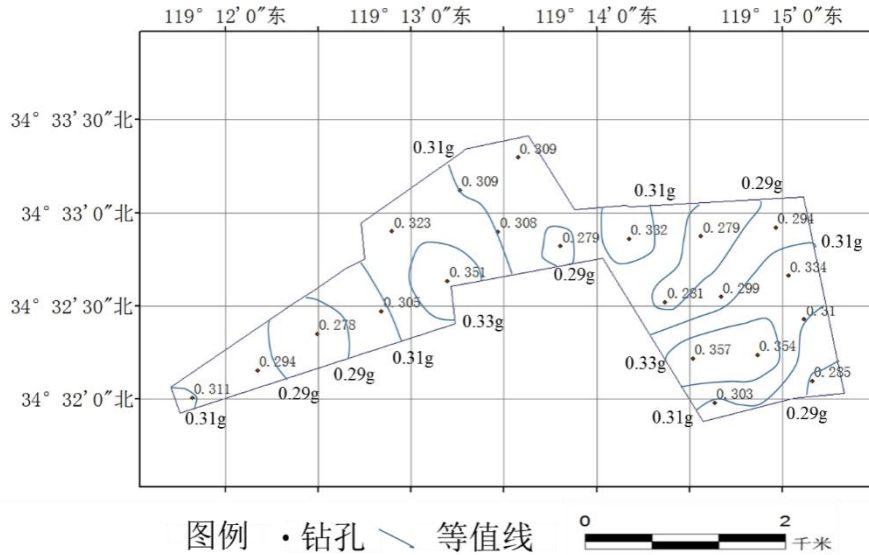 119° 12′0″东
119° 13′0″东
119° 14′0″东
119° 15′0″东
34° 33′30″北
34° 33′0″北
34° 32′30″北
34° 32′0″北
0.31g
0.309
0.309
0.31g
0.29g
0.323
0.308
0.279
0.332
0.279
0.294
0.31g
0.351
0.29g
0.334
0.305
0.281
0.299
0.31
0.278
0.33g
0.31g
0.33g
0.357
0.354
0.294
0.29g
0.285
0.311
0.29g
0.303
0.31g
0.31g
0.29g
图例
钻孔
等值线
0
2
千米